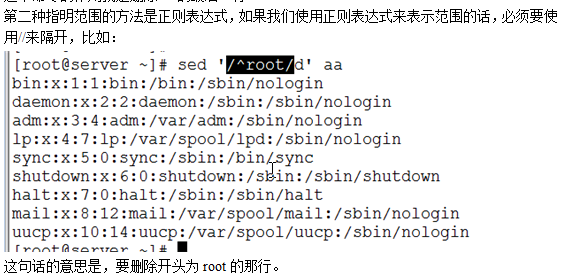 第二种指明范围的方法是正则表达式，如果我们使用正则表达式来表示范围的话，必须要使
用//来隔开，比如：
[root@server ~]# sed '/^root/d' aa
bin:x:1:1:bin:/bin:/sbin/nologin
daemon:x:2:2:daemon:/sbin:/sbin/nologin
adm:x:3:4:adm:/var/adm:/sbin/nologin
lp:x:4:7:lp:/var/spool/lpd:/sbin/nologin
sync:x:5:0:sync:/sbin:/bin/sync
shutdown:x:6:0:shutdown:/sbin:/sbin/shutdown
halt:x:7:0:halt:/sbin:/sbin/halt
mail:x:8:12:mail:/var/spool/mail:/sbin/nologin
uucp:x:10:14:uucp:/var/spool/uucp:/sbin/nologin
[root@server ~]#
这句话的意思是，要删除开头为 root 的那行。